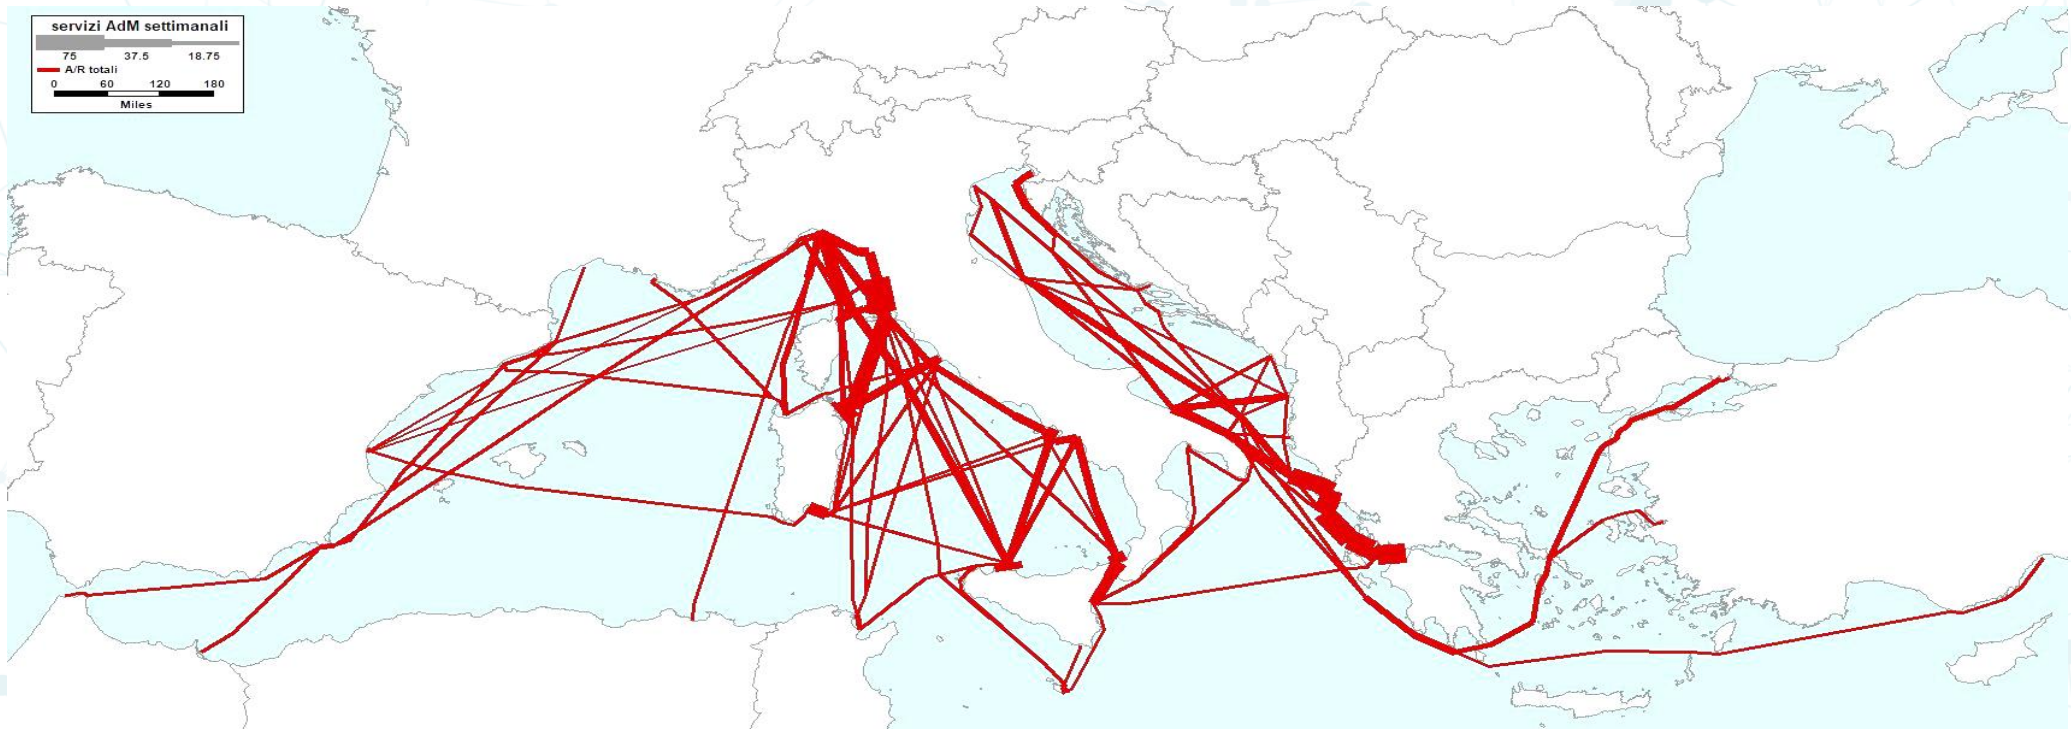 servizi AdM settimanali
75 37.5 18.75
A/R totali
0 60 120 180
Miles